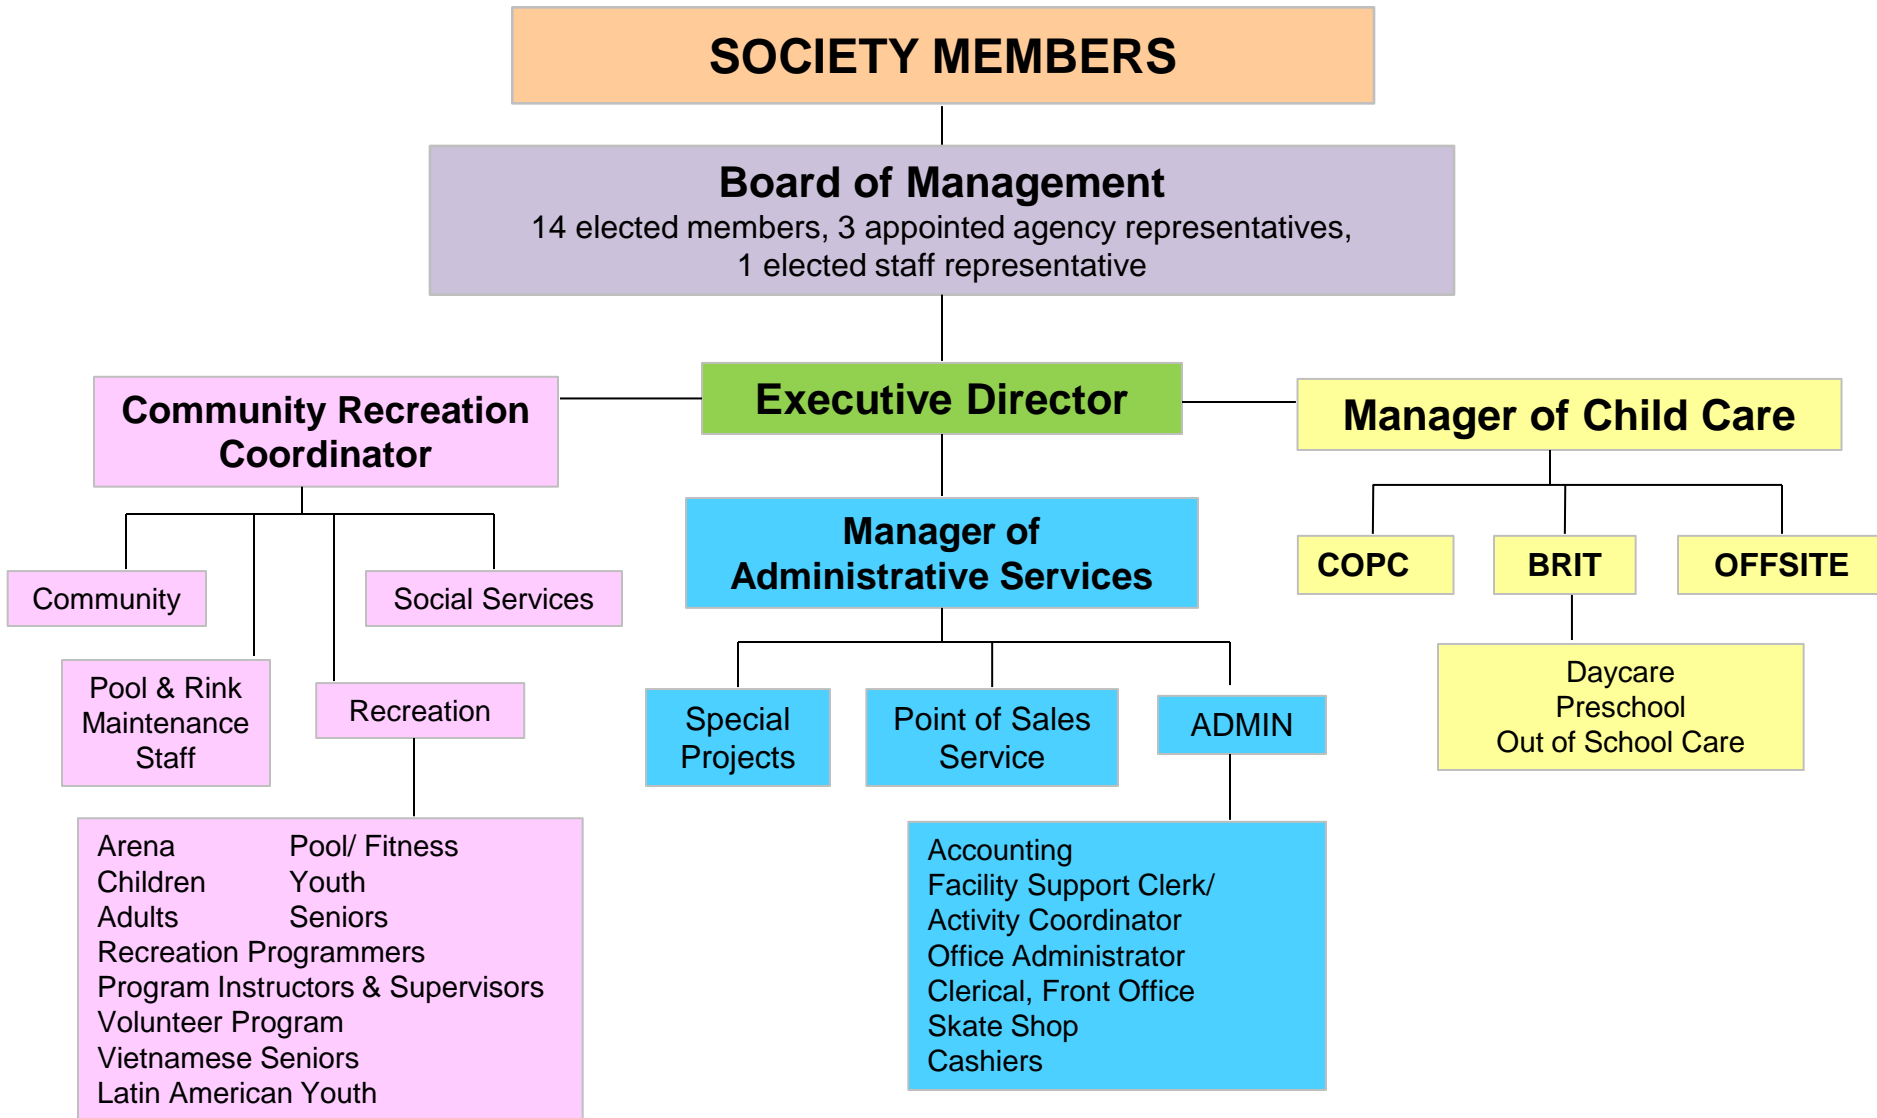 SOCIETY MEMBERS
Board of Management
14 elected members, 3 appointed agency representatives,
1 elected staff representative
Executive Director
Community Recreation
Coordinator
Community
Social Services
Pool & Rink
Maintenance
Staff
Recreation
Arena Pool/ Fitness
Children Youth
Adults Seniors
Recreation Programmers
Program Instructors & Supervisors
Volunteer Program
Vietnamese Seniors
Latin American Youth
Manager of
Administrative Services
Special
Projects
Point of Sales
Service
ADMIN
Accounting
Facility Support Clerk/
Activity Coordinator
Office Administrator
Clerical, Front Office
Skate Shop
Cashiers
Manager of Child Care
COPC
BRIT
OFFSITE
Daycare
Preschool
Out of School Care